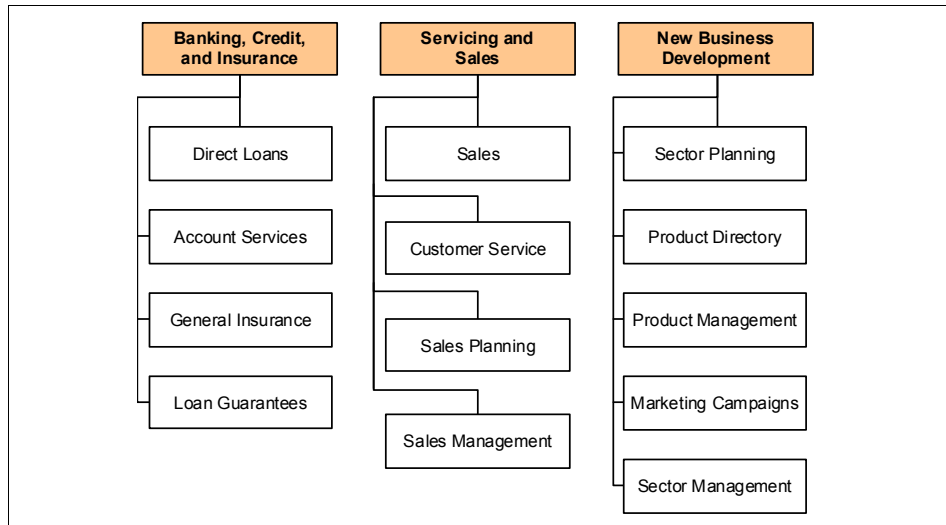 Banking, Credit,
and Insurance
Direct Loans
Account Services
General Insurance
Loan Guarantees
Servicing and
Sales
Sales
Customer Service
Sales Planning
Sales Management
New Business
Development
Sector Planning
Product Directory
Product Management
Marketing Campaigns
Sector Management